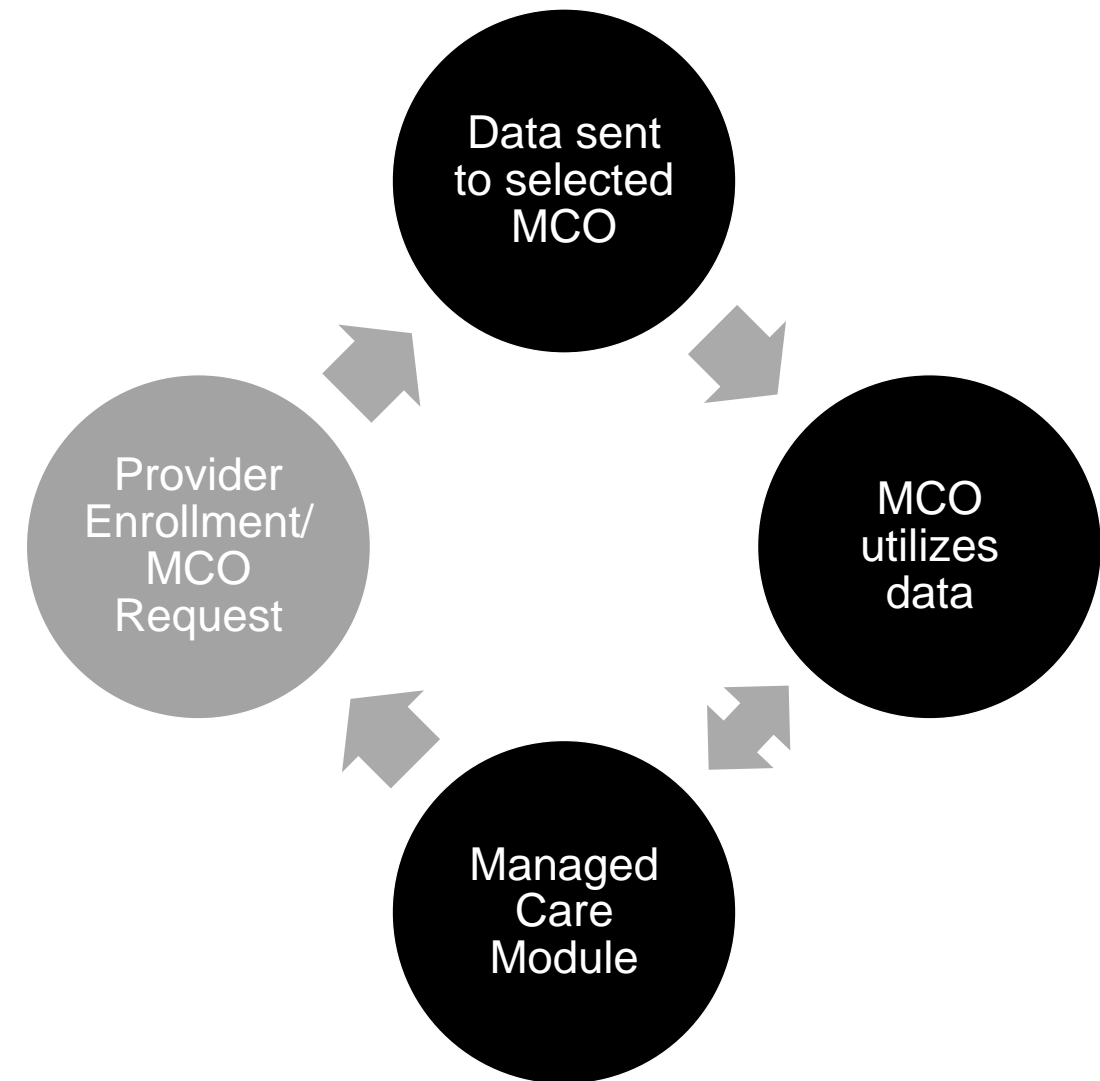 Data sent
to selected
MCO
Provider
Enrollment/
MCO
Request
MCO
utilizes
data
Managed
Care
Module